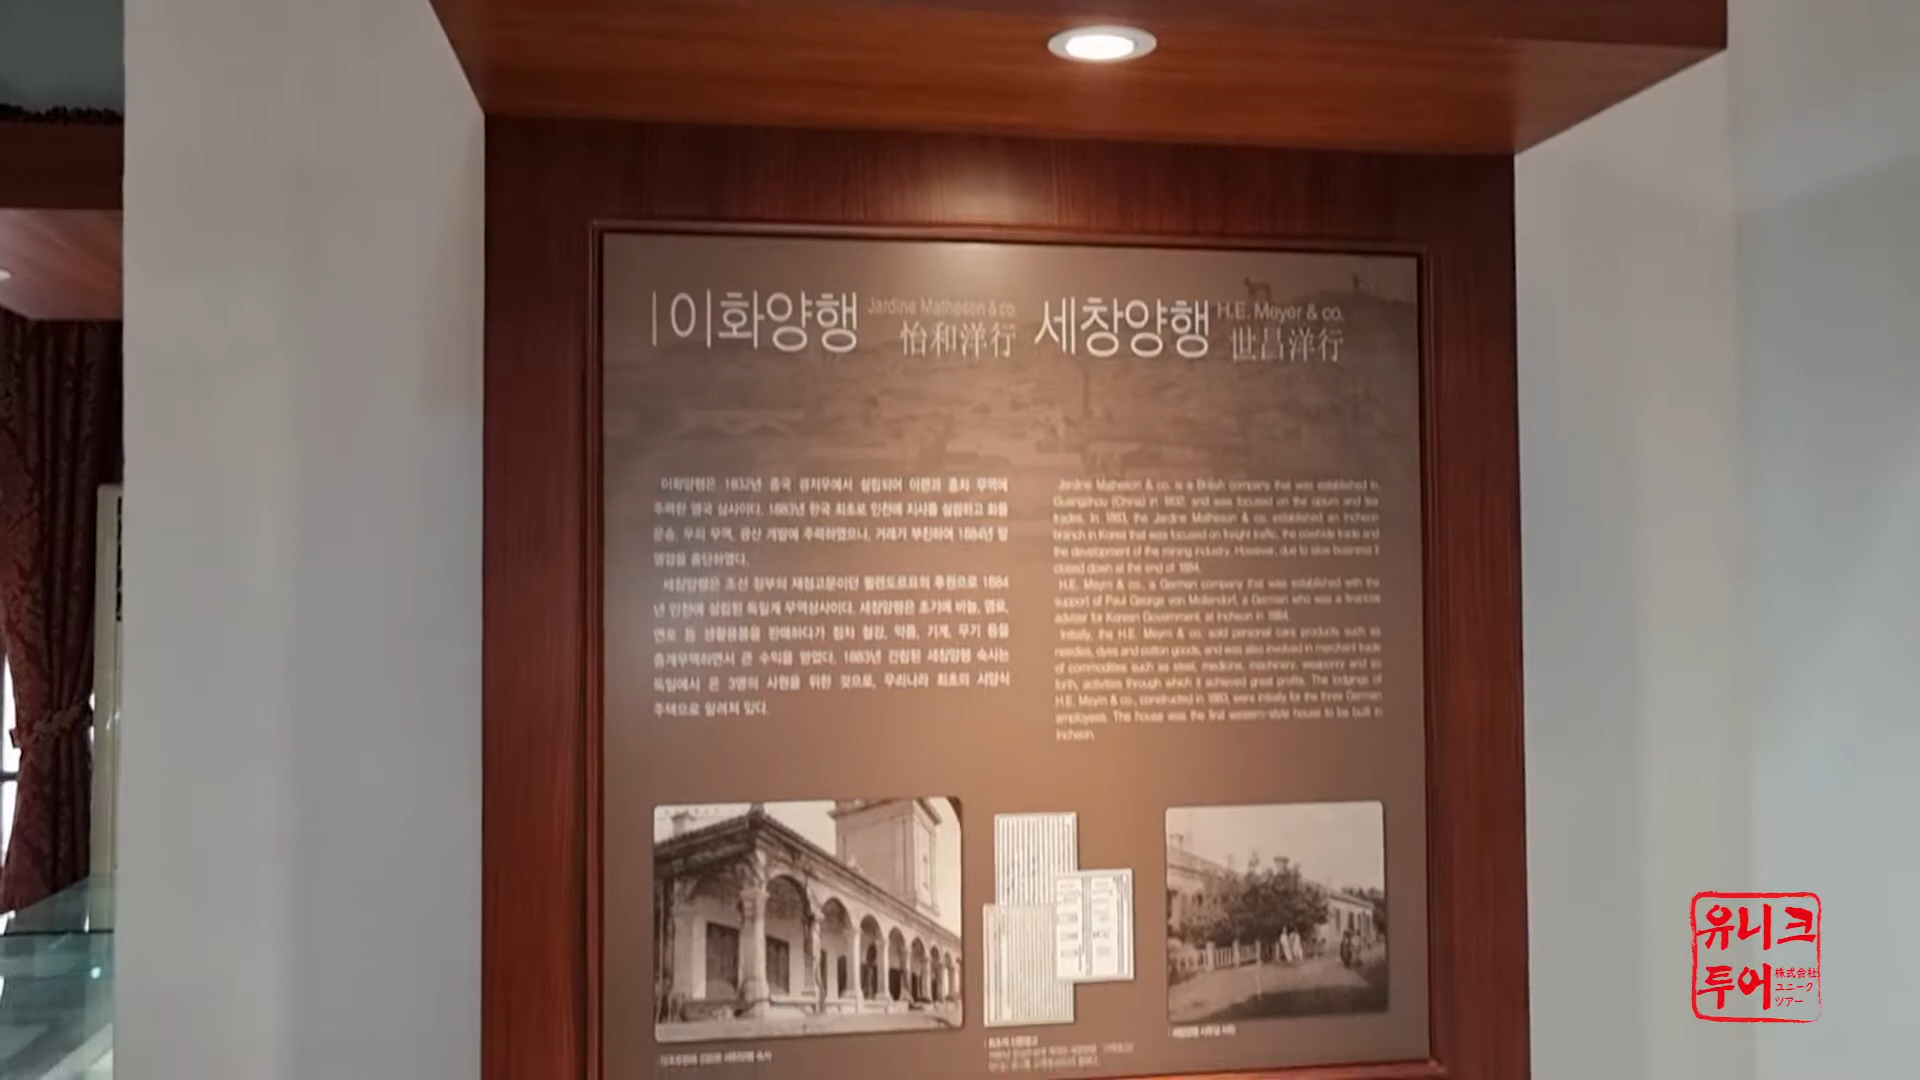 이화양행 Jardine Matheson & co.
怡和洋行
세창양행 H.E. Meyer & co.
世昌洋行
이화양행은 1832년 중국 광저우에서 설립되어 아편과 홍차 무역에
주력한 영국 상사이다. 1883년 한국 최초로 인천에 지사를 설립하고 화물
운송, 우피 무역, 광산 개발에 주력하였으나, 거래가 부진하여 1884년 말
영업을 중단하였다.
세창양행은 조선 정부의 재정고문이던 묄렌도르프의 후원으로 1884
년 인천에 설립된 독일계 무역상사이다. 세창양행은 초기에 바늘, 염료,
면포 등 생활용품을 판매하다가 점차 철강, 약품, 기계, 무기 등을
중개무역하면서 큰 수익을 얻었다. 1883년 건립된 세창양행 숙사는
독일에서 온 3명의 사원을 위한 것으로, 우리나라 최초의 서양식
주택으로 알려져 있다.
Jardine Matheson & co. is a British company that was established in
Guangzhou (China) in 1832, and was focused on the opium and tea
trades. In 1883, the Jardine Matheson & co. established an Incheon
branch in Korea that was focused on freight traffic, the cowhide trade and
the development of the mining industry. However, due to slow business it
closed down at the end of 1884.
H.E. Meyrn & co., a German company that was established with the
support of Paul George von Mollendorf, a German who was a finances
adviser for Korean Government, at Incheon in 1884.
Initially, the H.E. Meyrn & co. sold personal care products such as
needles, dyes and cotton goods, and was also involved in merchant trade
of commodities such as steel, medicine, machinery, weaponry and so
forth, activities through which it achieved great profits. The lodgings of
H.E. Meyrn & co., constructed in 1883, were initially for the three German
employees. The house was the first western-style house to be built in
Incheon.
유니크
투어 株式会社
ユニーク
ツアー